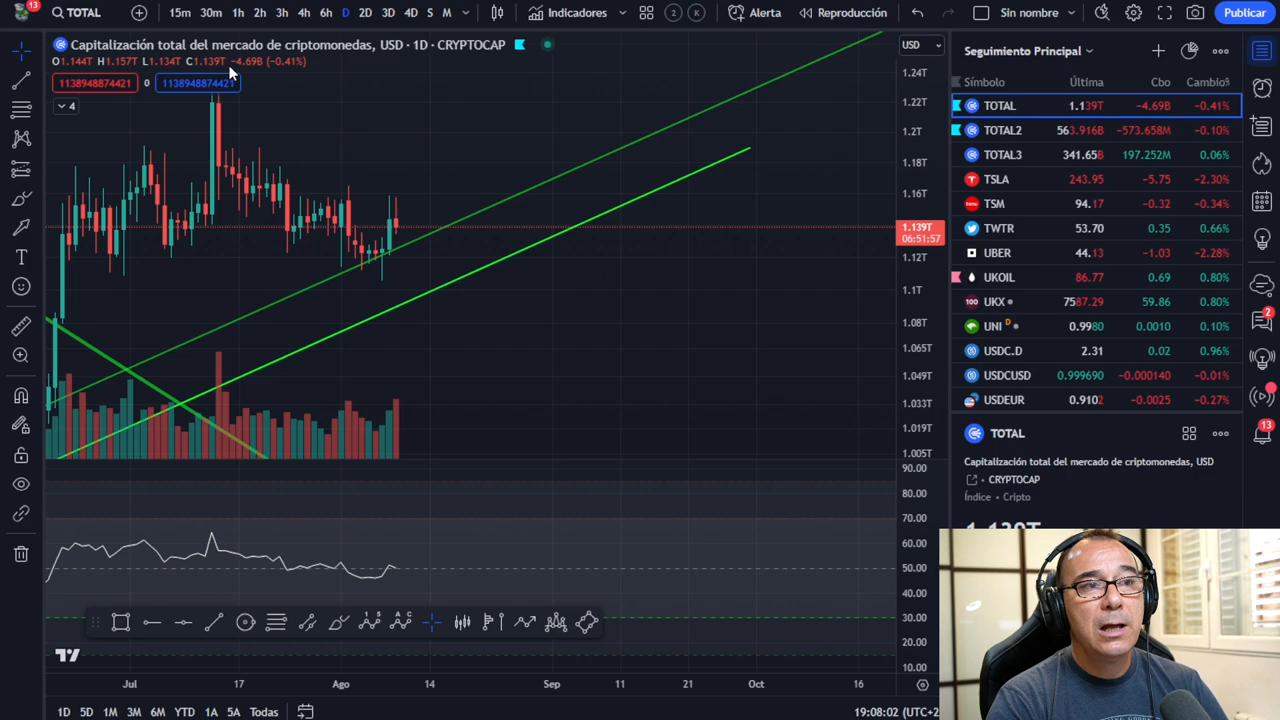 13
TOTAL
15m 30m 1h 2h 3h 4h 6h D 2D 3D 4D S M
Indicadores
2 K
Alerta
Reproducción
Sin nombre
Publicar
Capitalización total del mercado de criptomonedas, USD · 1D · CRYPTOCAP
O1.144T H1.157T L1.134T C1.139T −4.69B (−0.41%)
1138948874421 0 1138948874421
4
USD
1.24T
1.22T
1.2T
1.18T
1.16T
1.139T
06:51:57
1.12T
1.1T
1.08T
1.065T
1.049T
1.033T
1.019T
1.005T
90.00
80.00
70.00
60.00
50.00
40.00
30.00
20.00
10.00
Jul 17 Ago 14 Sep 11 21 Oct 16
1D 5D 1M 3M 6M YTD 1A 5A Todas
19:08:02 (UTC+2
Seguimiento Principal
Símbolo Última Cbo Cambio%
TOTAL 1.139T −4.69B −0.41%
TOTAL2 563.916B −573.658M −0.10%
TOTAL3 341.65B 197.252M 0.06%
TSLA 243.95 −5.75 −2.30%
TSM 94.17 −0.32 −0.34%
TWTR 53.70 0.35 0.66%
UBER 44.13 −1.03 −2.28%
UKOIL 86.77 0.69 0.80%
UKX 7587.29 59.86 0.80%
UNI D 0.9980 0.0010 0.10%
USDC.D 2.31 0.02 0.96%
USDCUSD 0.999690 −0.000140 −0.01%
USDEUR 0.9102 −0.0025 −0.27%
TOTAL
Capitalización total del mercado de criptomonedas, USD
CRYPTOCAP
Índice • Cripto
1.139T
2
13